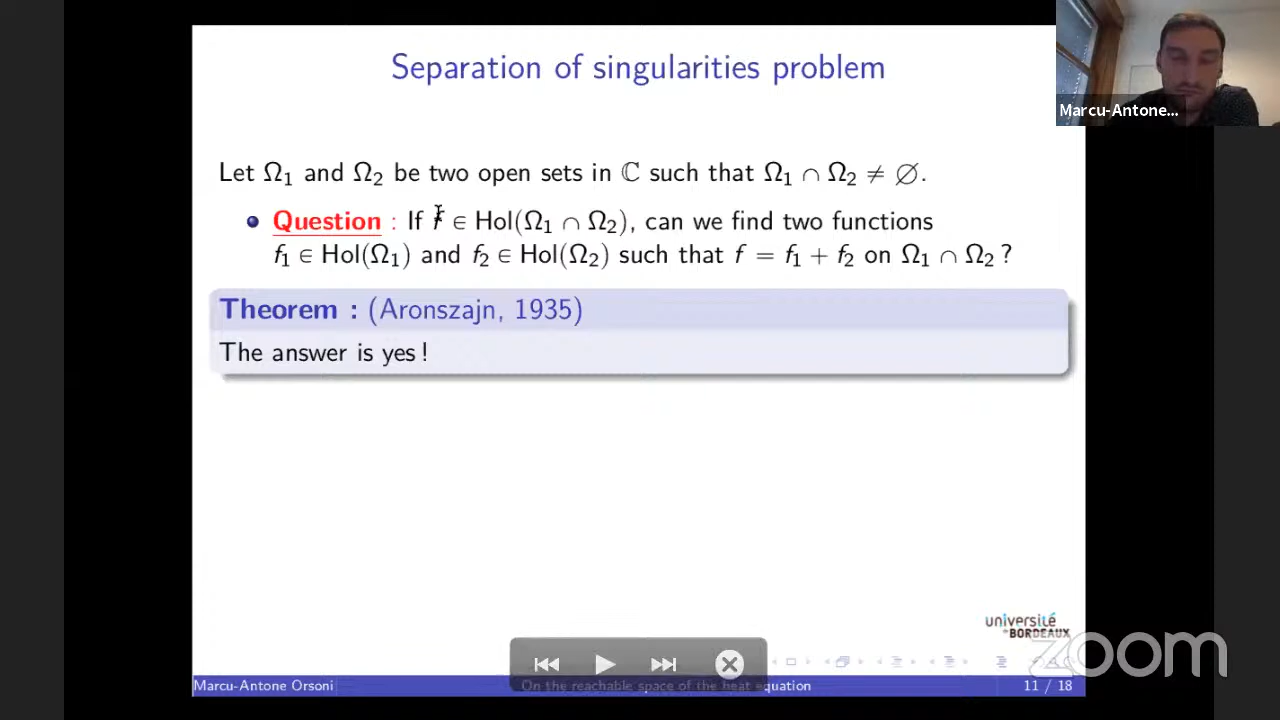 Separation of singularities problem
Marcu-Antone...
Let Ω₁ and Ω₂ be two open sets in ℂ such that Ω₁ ∩ Ω₂ ≠ ∅.
Question : If f ∈ Hol(Ω₁ ∩ Ω₂), can we find two functions
f₁ ∈ Hol(Ω₁) and f₂ ∈ Hol(Ω₂) such that f = f₁ + f₂ on Ω₁ ∩ Ω₂ ?
Theorem : (Aronszajn, 1935)
The answer is yes !
université
de BORDEAUX
zoom
Marcu-Antone Orsoni
On the reachable space of the heat equation
11 / 18